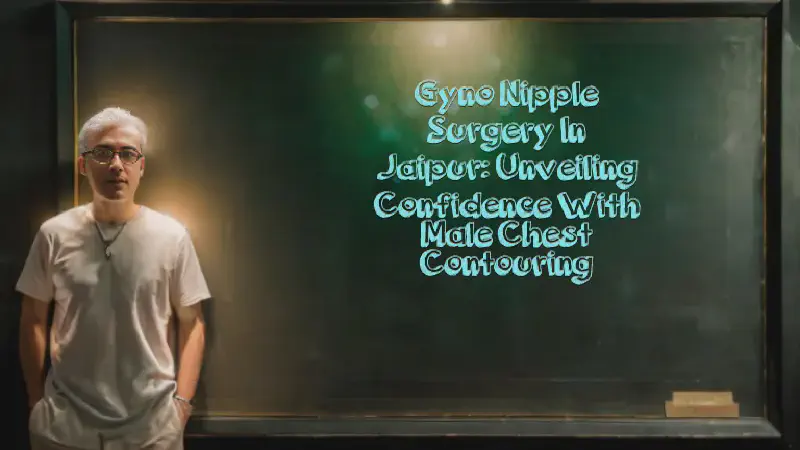 Gyno Nipple
Surgery In
Jaipur: Unveiling
Confidence With
Male Chest
Contouring